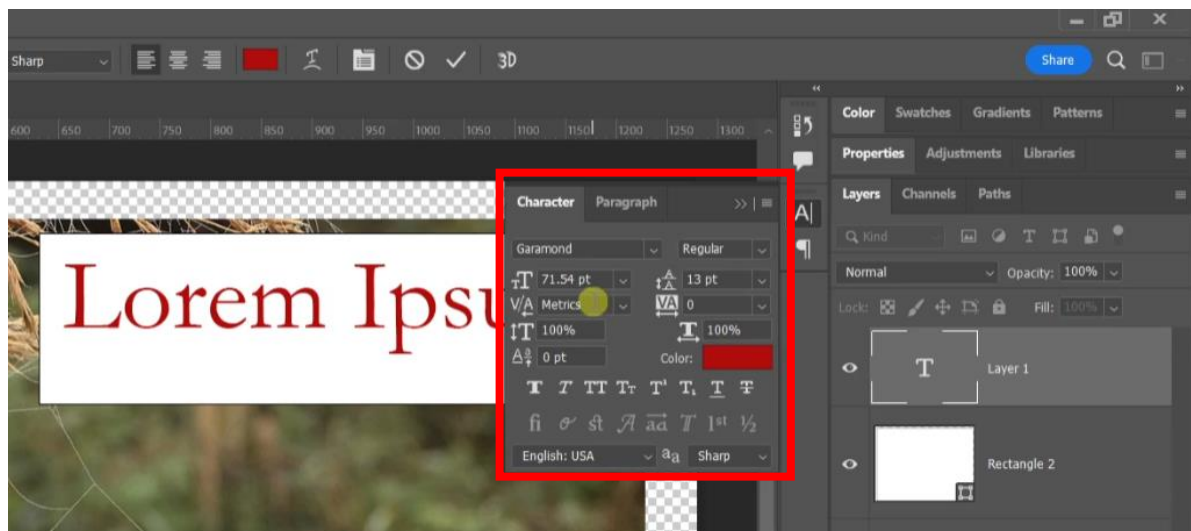 Sharp
3D
Share
600 650 700 750 800 850 900 950 1000 1050 1100 1150 1200 1250 1300
Color Swatches Gradients Patterns
Properties Adjustments Libraries
Layers Channels Paths
Kind
Normal Opacity: 100%
Lock: Fill: 100%
T Layer 1
Rectangle 2
Character Paragraph
Garamond Regular
71.54 pt 13 pt
Metrics 0
100% 100%
0 pt Color:
T T TT Tт T¹ T₁ T T
fi st A ad T 1st ½
English: USA aa Sharp
Lorem Ipsu